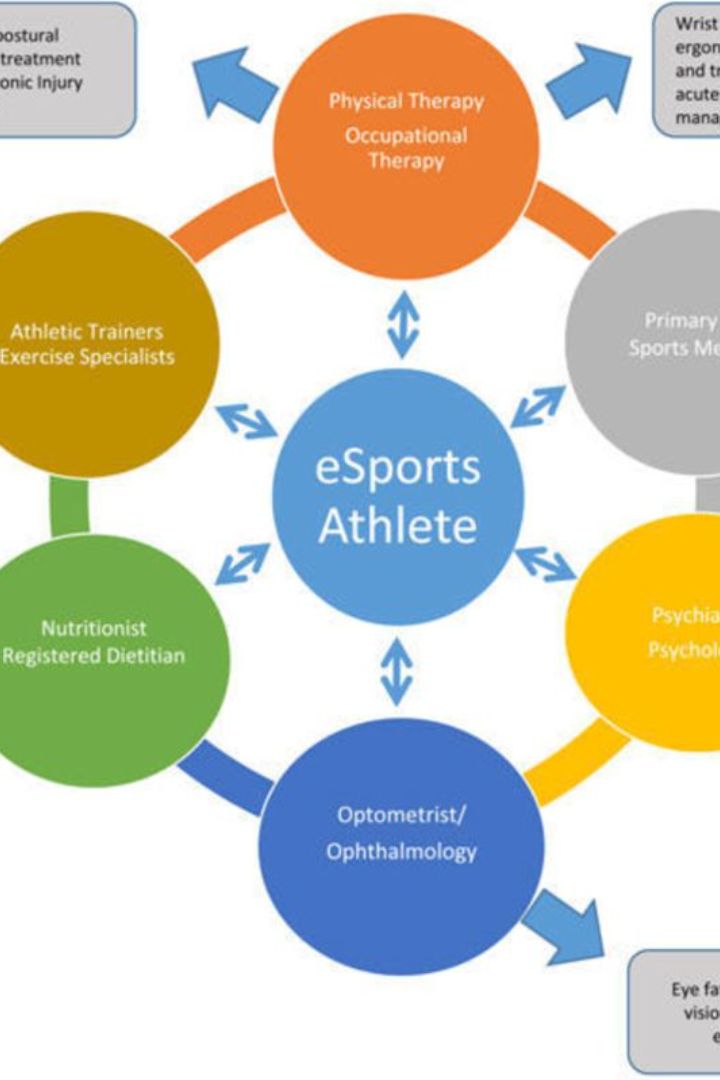 postural
treatment
onic Injury
Wrist
ergon
and tr
acute
mana
Physical Therapy
Occupational
Therapy
Athletic Trainers
Exercise Specialists
Primary
Sports Me
eSports
Athlete
Nutritionist
Registered Dietitian
Psychia
Psychol
Optometrist/
Ophthalmology
Eye fa
visio
e